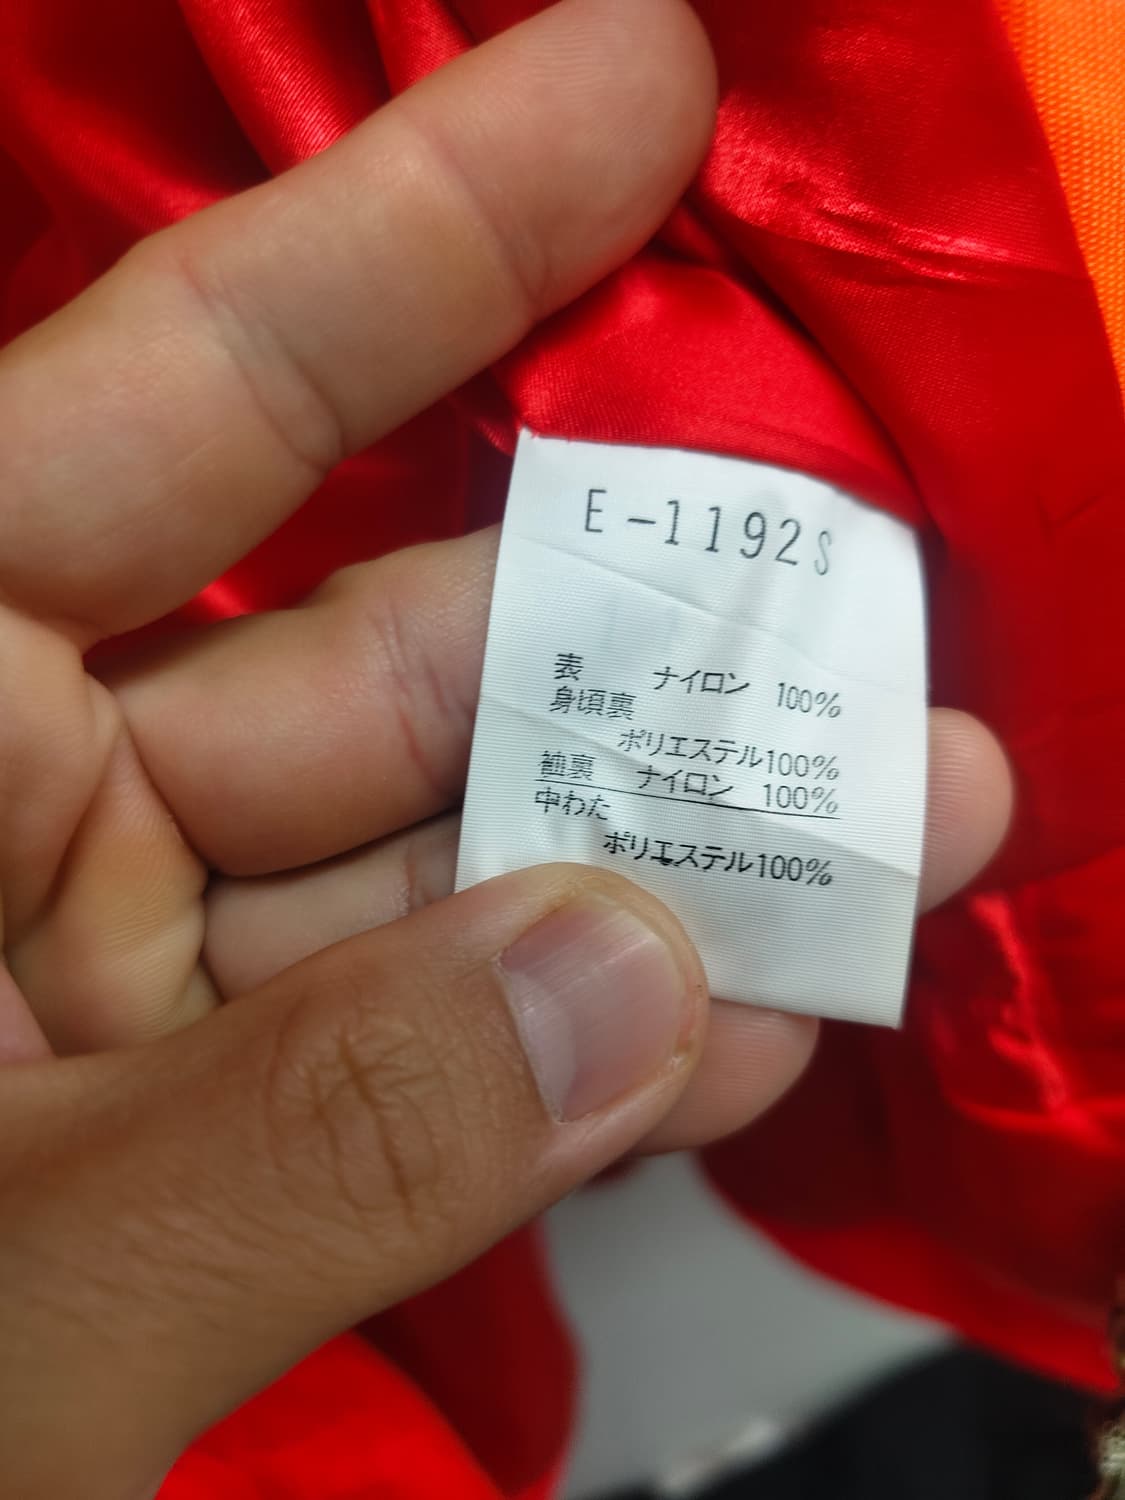 E-1192S
表 ナイロン 100%
身頃裏
ポリエステル100%
袖裏 ナイロン 100%
中わた
ポリエステル100%